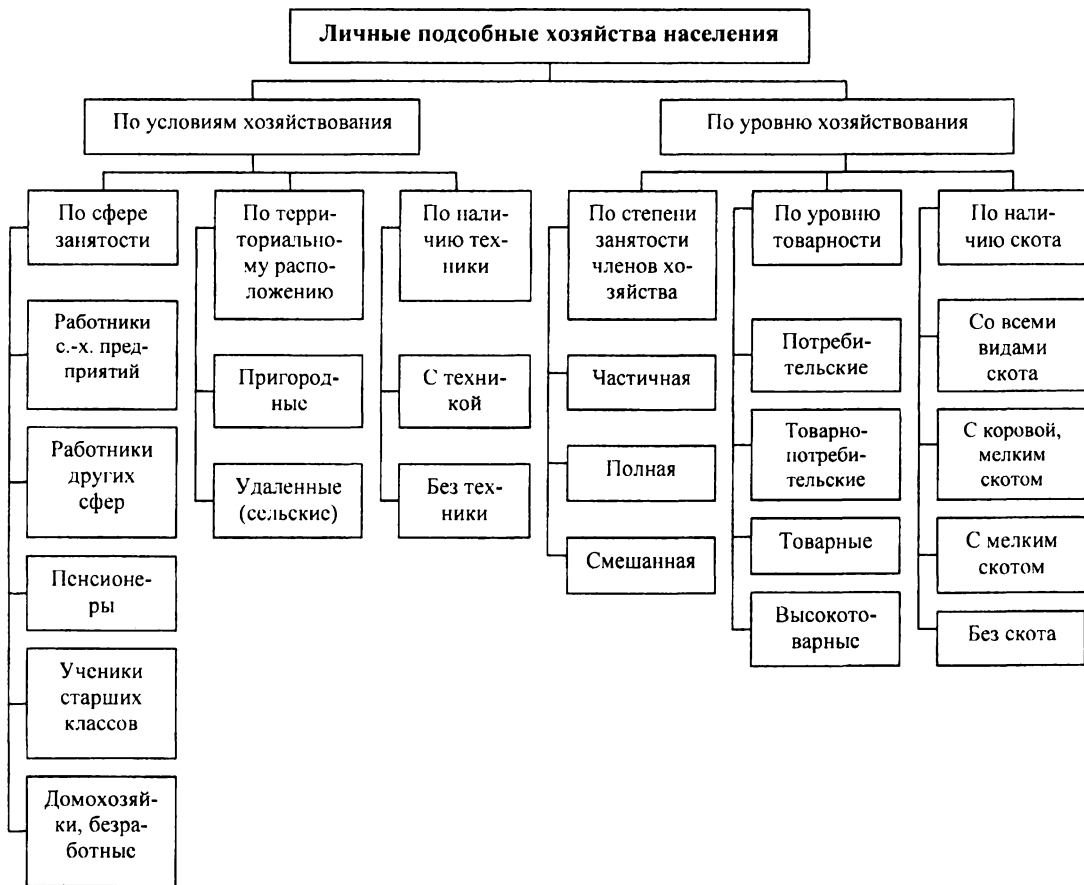 Личные подсобные хозяйства населения
По условиям хозяйствования
По уровню хозяйствования
По сфере
занятости
Работники
с.-х. пред-
приятий
Работники
других
сфер
Пенсионе-
ры
Ученики
старших
классов
Домохозяй-
ки, безра-
ботные
По терри-
ториально-
му распо-
ложению
Пригород-
ные
Удаленные
(сельские)
По нали-
чию тех-
ники
С техни-
кой
Без тех-
ники
По степени
занятости
членов хо-
зяйства
Частичная
Полная
Смешанная
По уровню
товарности
Потреби-
тельские
Товарно-
потреби-
тельские
Товарные
Высокото-
варные
По нали-
чию скота
Со всеми
видами
скота
С коровой,
мелким
скотом
С мелким
скотом
Без скота